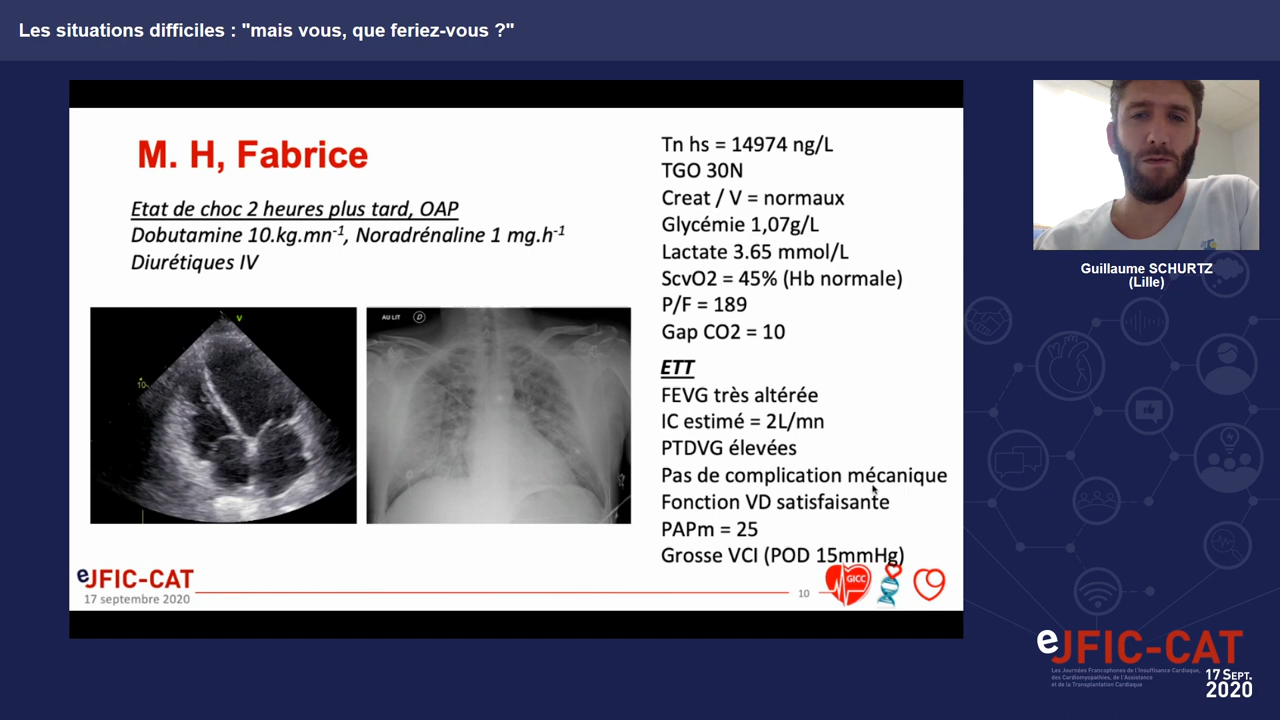 Les situations difficiles : "mais vous, que feriez-vous ?"
M. H, Fabrice
Etat de choc 2 heures plus tard, OAP
Dobutamine 10.kg.mn-1, Noradrénaline 1 mg.h-1
Diurétiques IV
V
10
AU LIT D
Tn hs = 14974 ng/L
TGO 30N
Creat / V = normaux
Glycémie 1,07g/L
Lactate 3.65 mmol/L
ScvO2 = 45% (Hb normale)
P/F = 189
Gap CO2 = 10
ETT
FEVG très altérée
IC estimé = 2L/mn
PTDVG élevées
Pas de complication mécanique
Fonction VD satisfaisante
PAPm = 25
Grosse VCI (POD 15mmHg)
eJFIC-CAT
17 septembre 2020
10
GICC
Guillaume SCHURTZ
(Lille)
eJFIC-CAT
Les Journées Francophones de l'Insuffisance Cardiaque,
des Cardiomyopathies, de l'Assistance
et de la Transplantation Cardiaque
17 SEPT.
2020